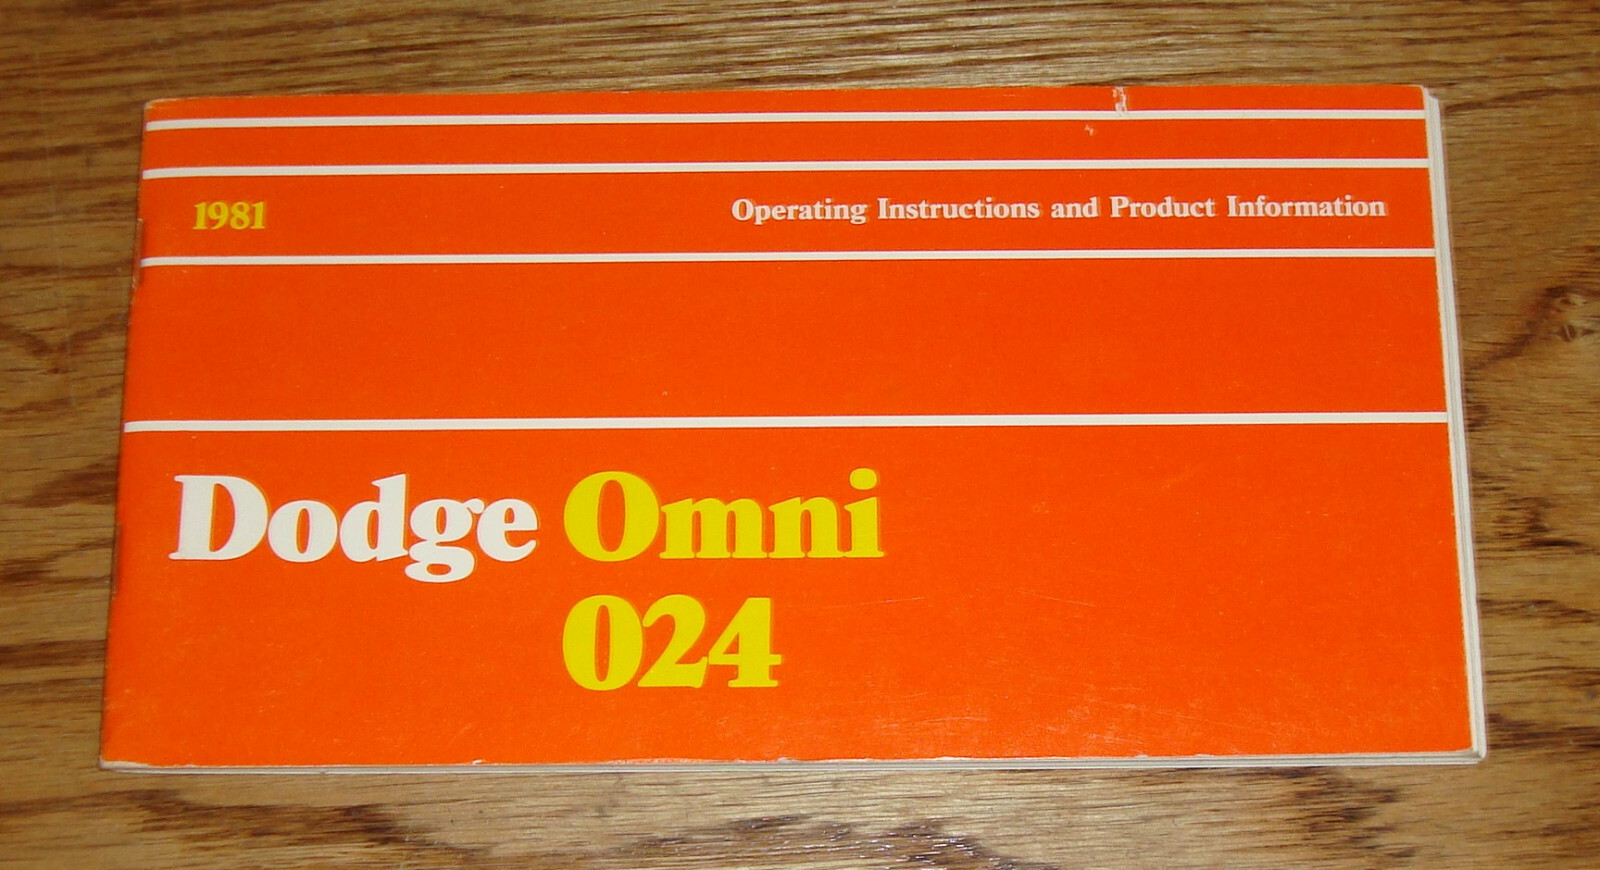 1981
Operating Instructions and Product Information
Dodge Omni
024